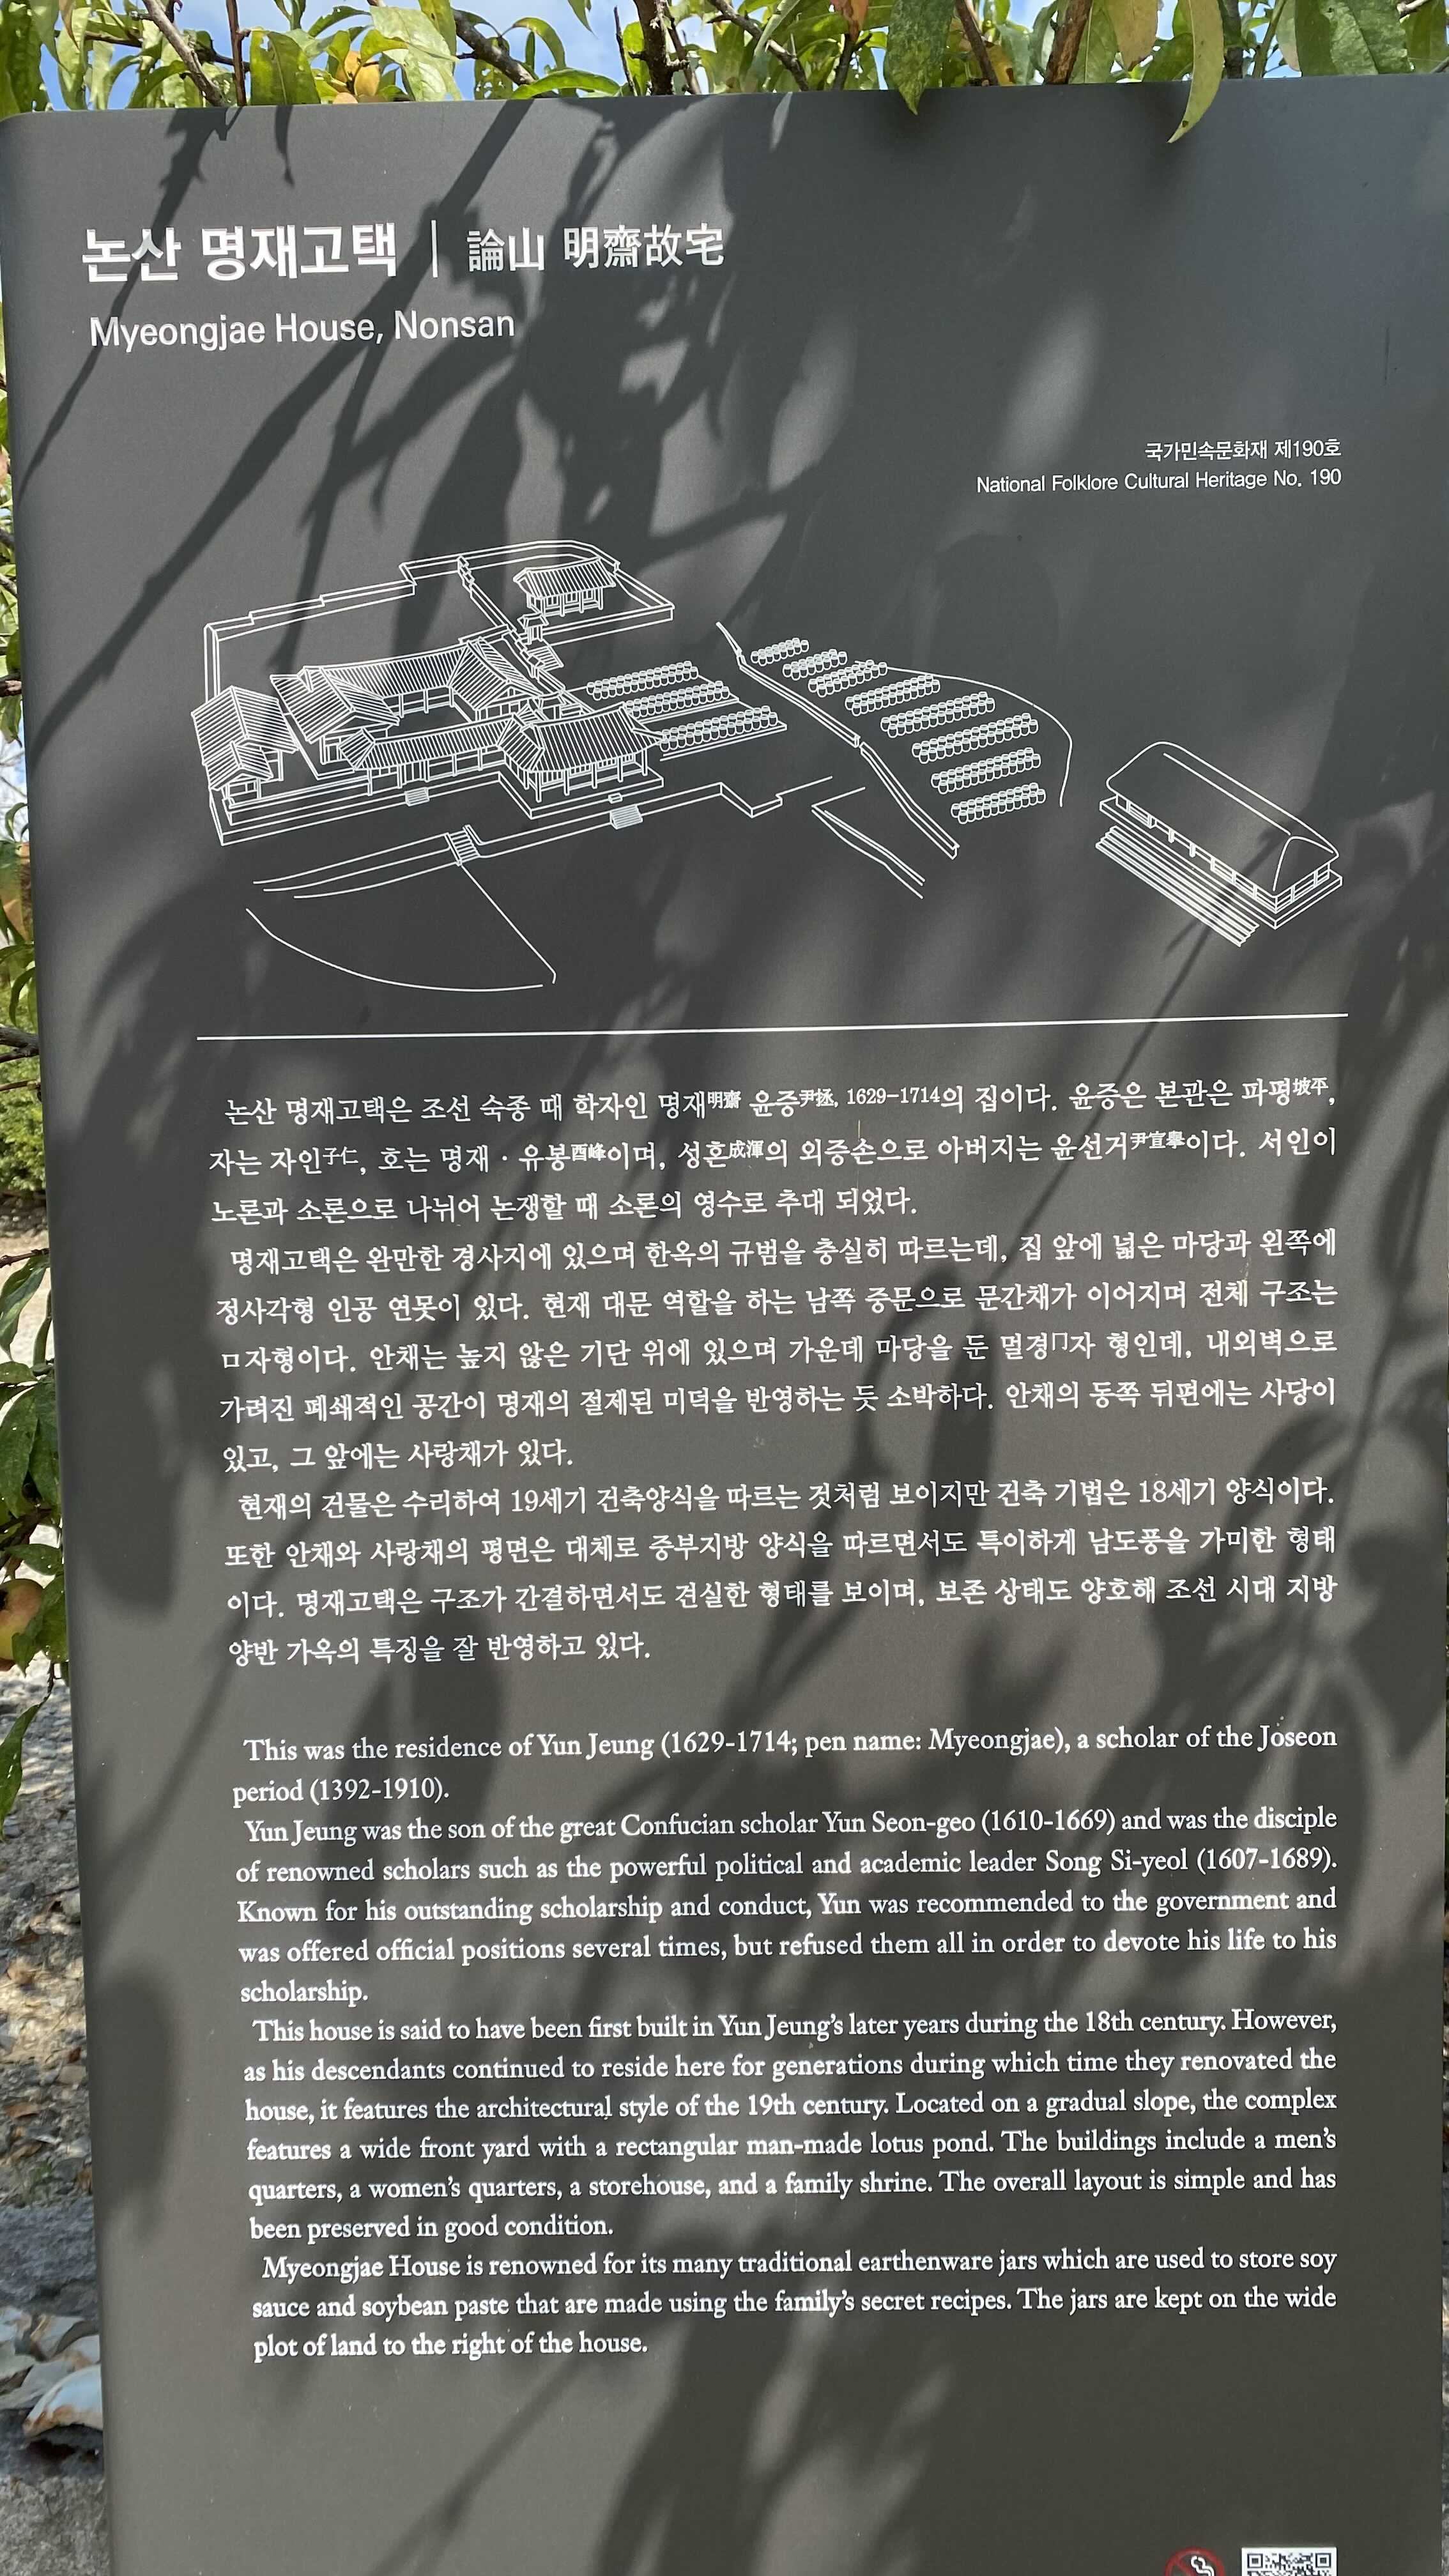 논산 명재고택 | 論山 明齋故宅
Myeongjae House, Nonsan
국가민속문화재 제190호
National Folklore Cultural Heritage No. 190
논산 명재고택은 조선 숙종 때 학자인 명재明齋 윤증尹拯, 1629-1714의 집이다. 윤증은 본관은 파평坡平,
자는 자인子仁, 호는 명재 · 유봉酉峰이며, 성혼成渾의 외증손으로 아버지는 윤선거尹宣擧이다. 서인이
노론과 소론으로 나뉘어 논쟁할 때 소론의 영수로 추대 되었다.
명재고택은 완만한 경사지에 있으며 한옥의 규범을 충실히 따르는데, 집 앞에 넓은 마당과 왼쪽에
정사각형 인공 연못이 있다. 현재 대문 역할을 하는 남쪽 중문으로 문간채가 이어지며 전체 구조는
ㅁ자형이다. 안채는 높지 않은 기단 위에 있으며 가운데 마당을 둔 멀경冂자 형인데, 내외벽으로
가려진 폐쇄적인 공간이 명재의 절제된 미덕을 반영하는 듯 소박하다. 안채의 동쪽 뒤편에는 사당이
있고, 그 앞에는 사랑채가 있다.
현재의 건물은 수리하여 19세기 건축양식을 따르는 것처럼 보이지만 건축 기법은 18세기 양식이다.
또한 안채와 사랑채의 평면은 대체로 중부지방 양식을 따르면서도 특이하게 남도풍을 가미한 형태
이다. 명재고택은 구조가 간결하면서도 견실한 형태를 보이며, 보존 상태도 양호해 조선 시대 지방
양반 가옥의 특징을 잘 반영하고 있다.
This was the residence of Yun Jeung (1629-1714; pen name: Myeongjae), a scholar of the Joseon
period (1392-1910).
Yun Jeung was the son of the great Confucian scholar Yun Seon-geo (1610-1669) and was the disciple
of renowned scholars such as the powerful political and academic leader Song Si-yeol (1607-1689).
Known for his outstanding scholarship and conduct, Yun was recommended to the government and
was offered official positions several times, but refused them all in order to devote his life to his
scholarship.
This house is said to have been first built in Yun Jeung's later years during the 18th century. However,
as his descendants continued to reside here for generations during which time they renovated the
house, it features the architectural style of the 19th century. Located on a gradual slope, the complex
features a wide front yard with a rectangular man-made lotus pond. The buildings include a men's
quarters, a women's quarters, a storehouse, and a family shrine. The overall layout is simple and has
been preserved in good condition.
Myeongjae House is renowned for its many traditional earthenware jars which are used to store soy
sauce and soybean paste that are made using the family's secret recipes. The jars are kept on the wide
plot of land to the right of the house.